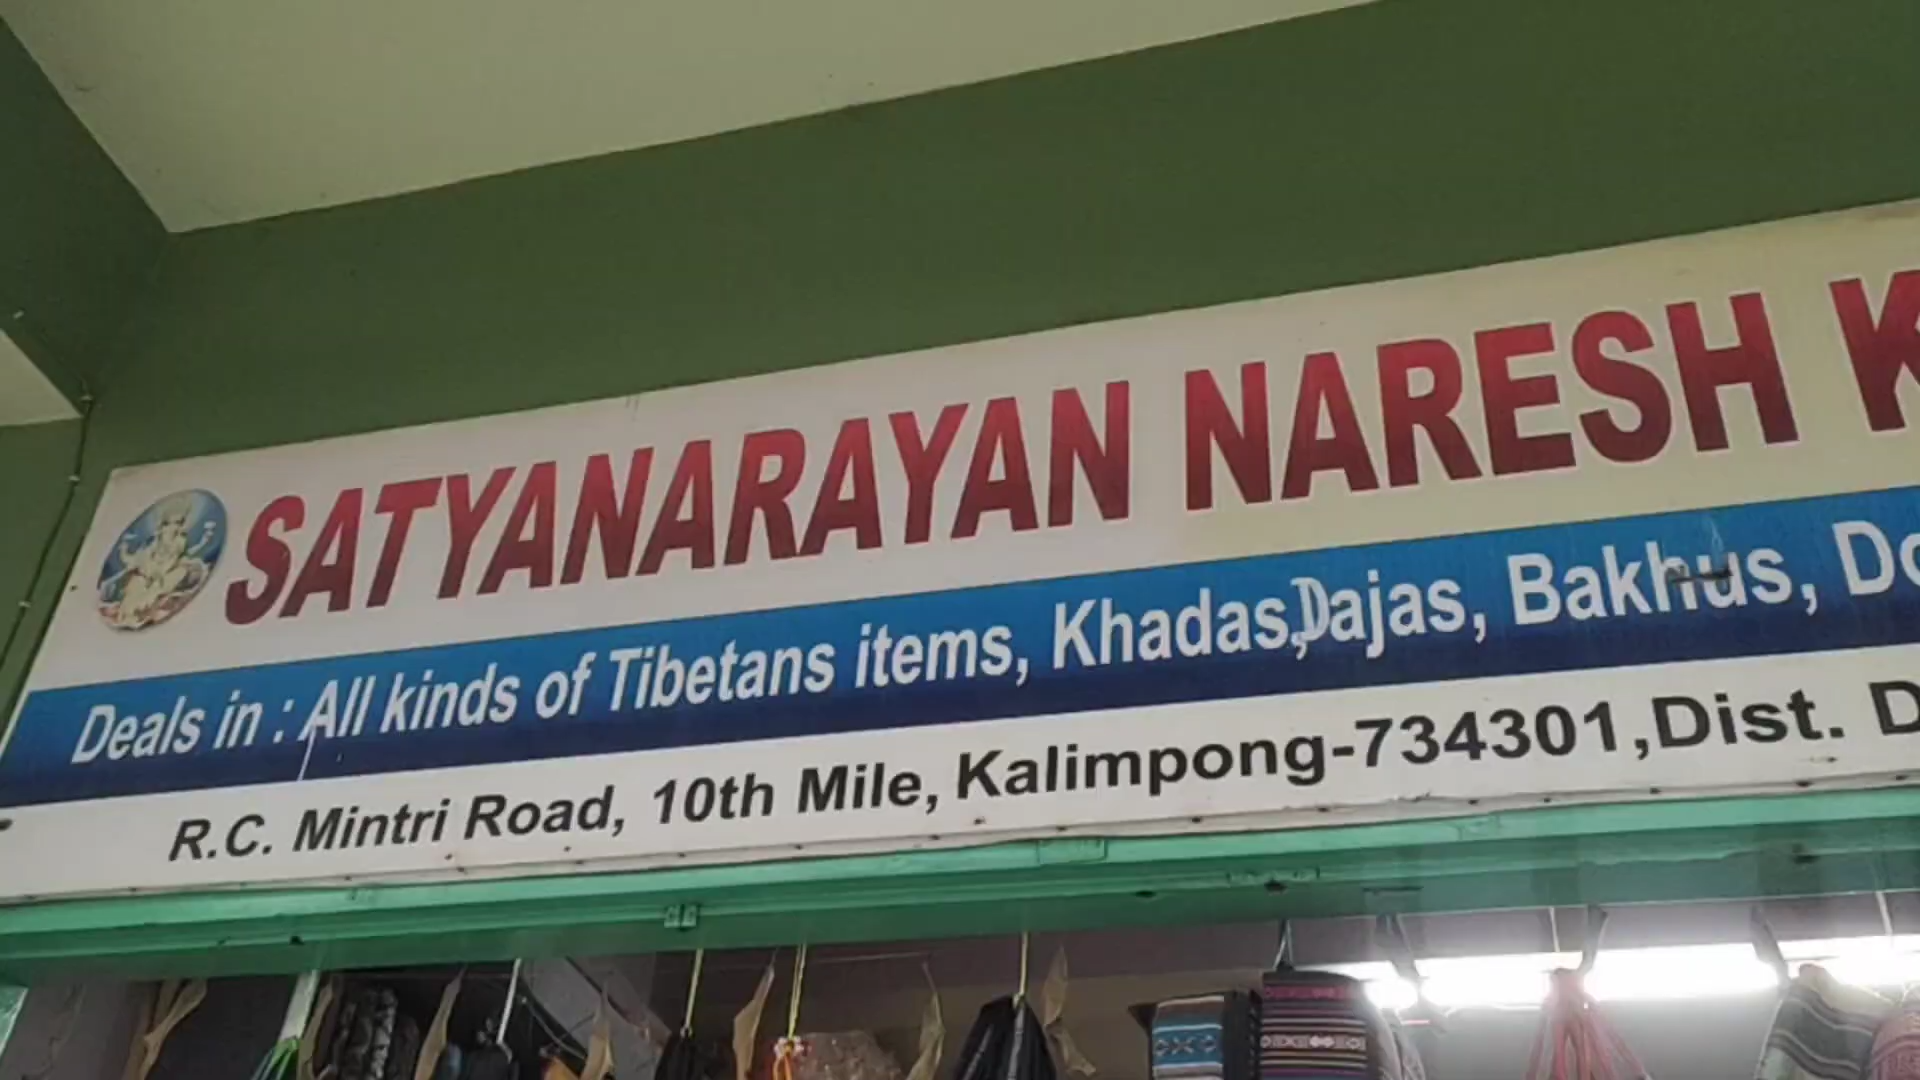 SATYANARAYAN NARESH
Deals in : All kinds of Tibetans items, Khadas,Dajas, Bakhus,
R.C. Mintri Road, 10th Mile, Kalimpong-734301,Dist.